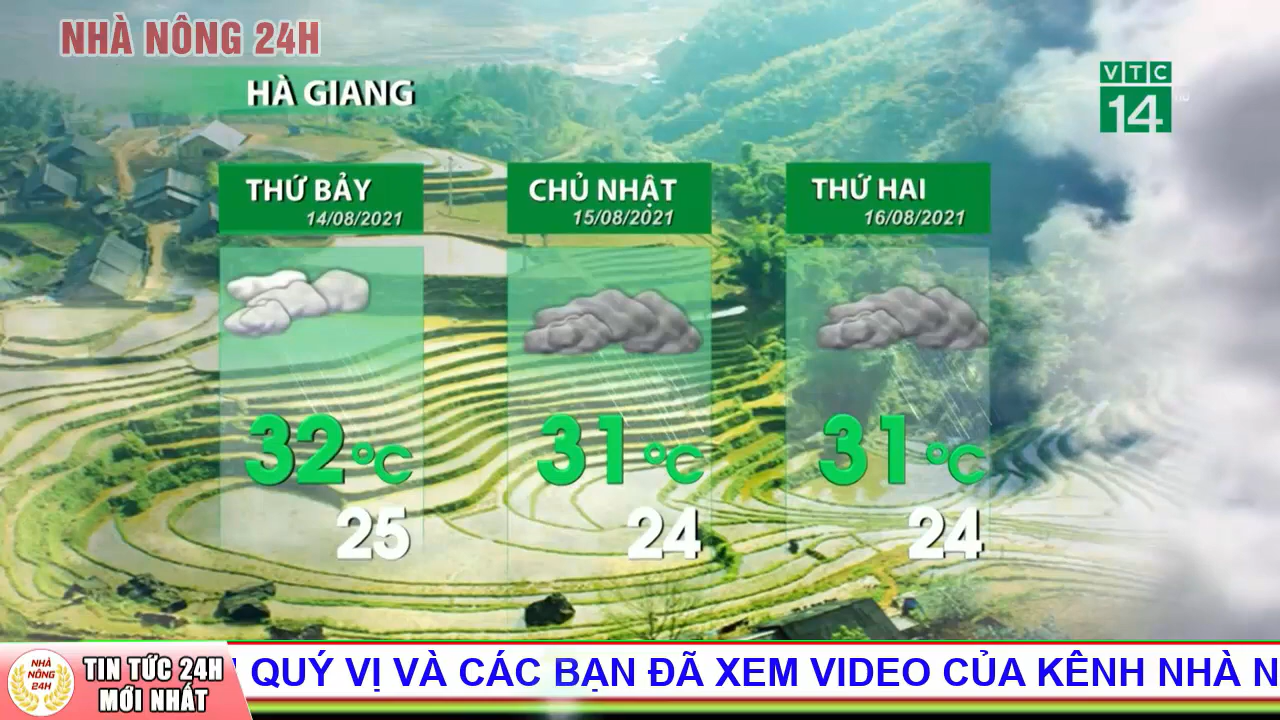 NHÀ NÔNG 24H
HÀ GIANG
VTC
14
THỨ BẢY
14/08/2021
CHỦ NHẬT
15/08/2021
THỨ HAI
16/08/2021
32°C
31°C
31°C
25
24
24
NHÀ NÔNG 24H
TIN TỨC 24H
MỚI NHẤT
QUÝ VỊ VÀ CÁC BẠN ĐÃ XEM VIDEO CỦA KÊNH NHÀ N